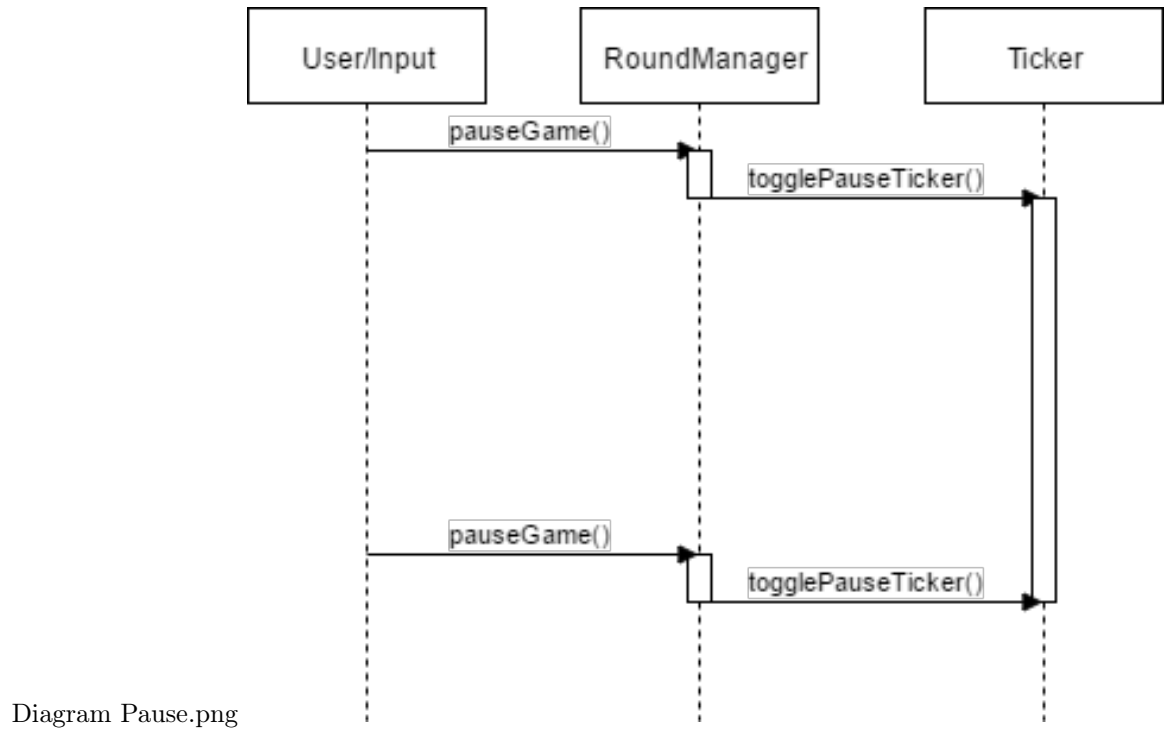 User/Input
RoundManager
Ticker
pauseGame()
togglePauseTicker()
pauseGame()
togglePauseTicker()
Diagram Pause.png